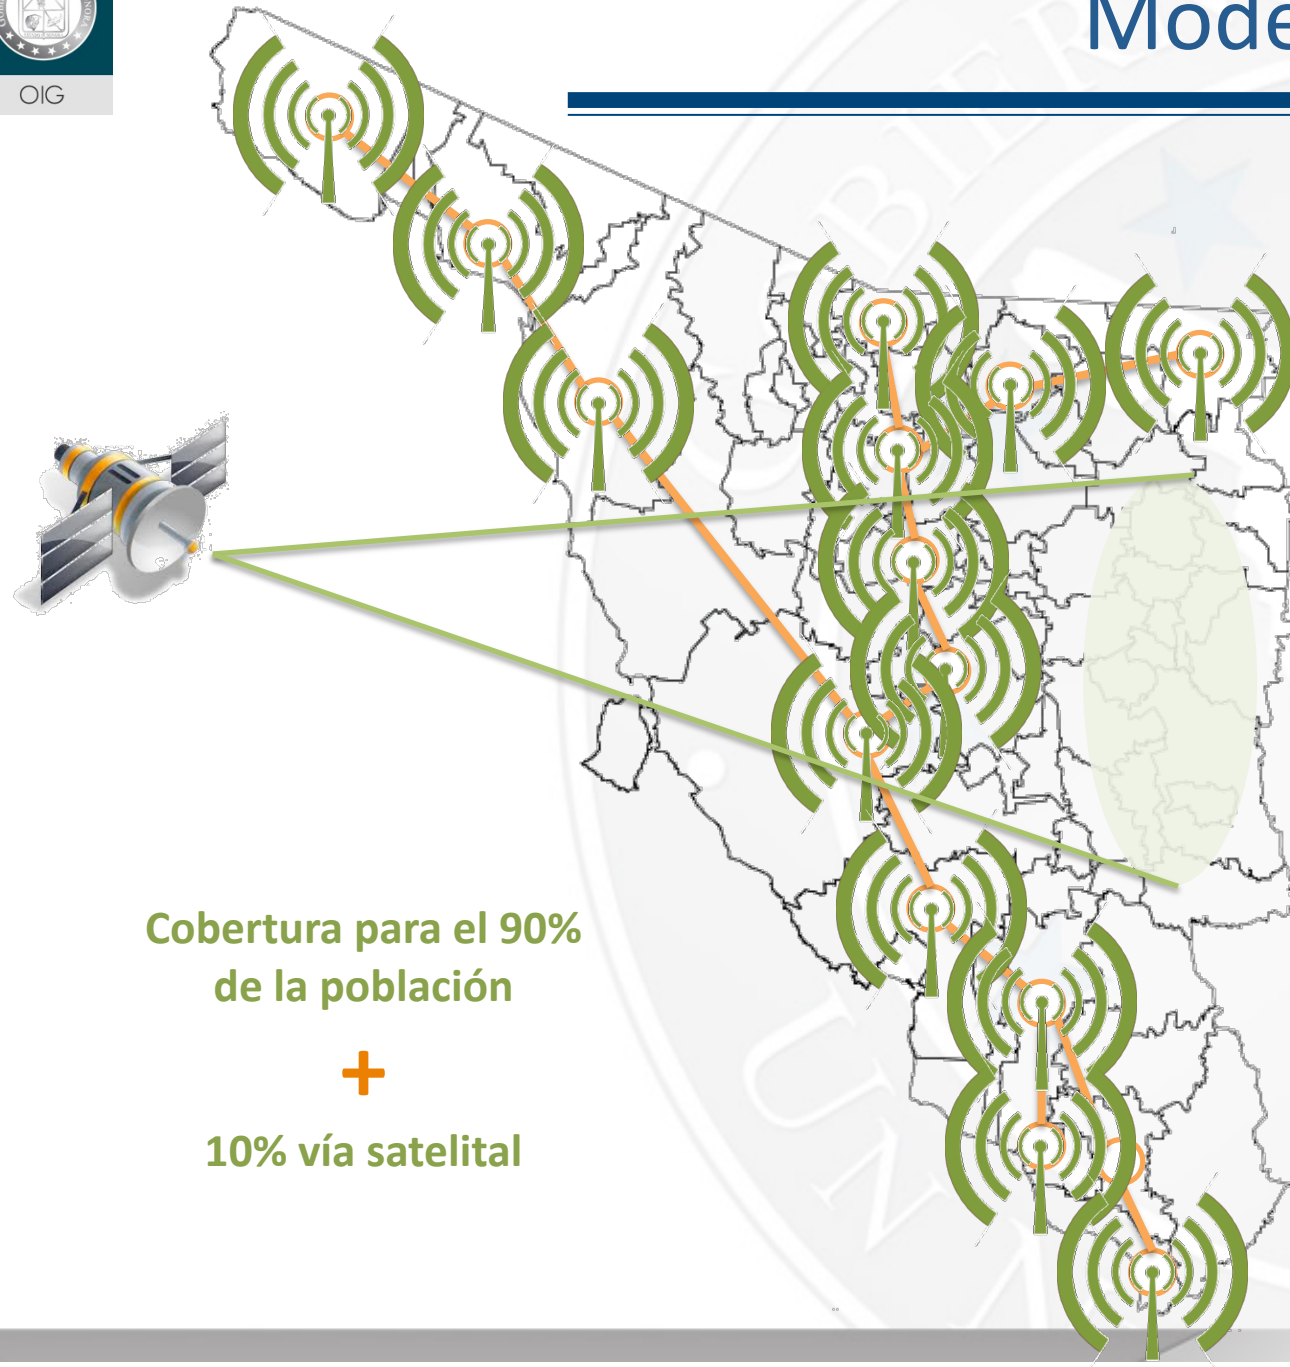 Mode
OIG
Cobertura para el 90%
de la población
+
10% vía satelital